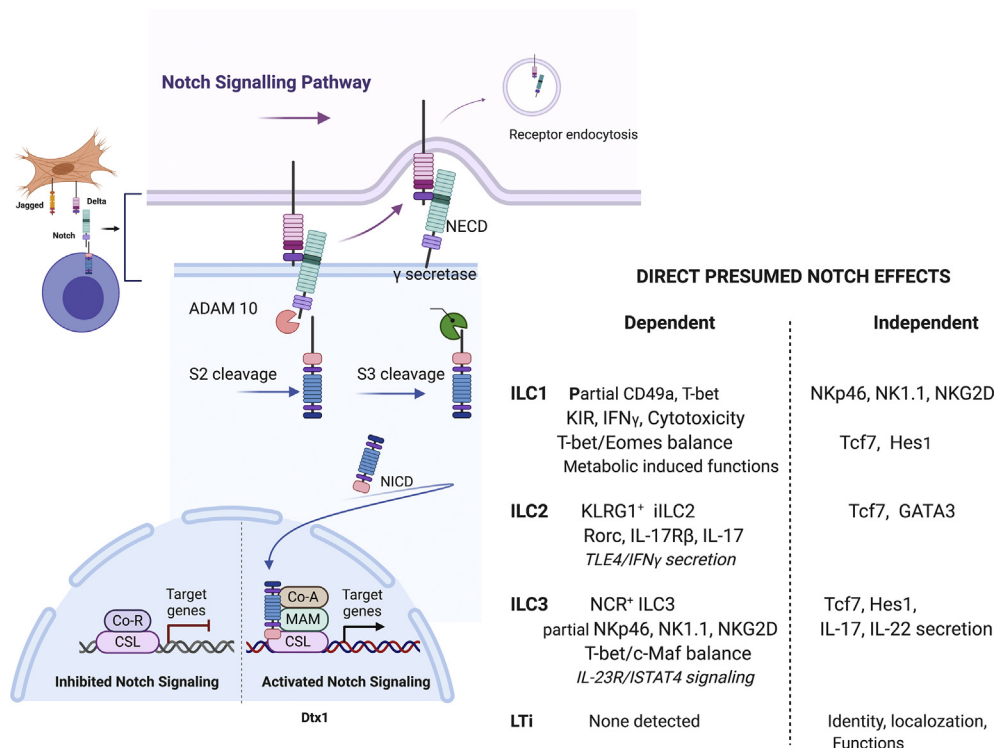 Notch Signalling Pathway
Receptor endocytosis
Jagged
Delta
Notch
NECD
γ secretase
ADAM 10
S2 cleavage
S3 cleavage
NICD
Target
genes
Co-R
CSL
Inhibited Notch Signaling
Co-A
MAM
CSL
Target
genes
Activated Notch Signaling
Dtx1
DIRECT PRESUMED NOTCH EFFECTS
Dependent Independent
ILC1 Partial CD49a, T-bet NKp46, NK1.1, NKG2D
KIR, IFNγ, Cytotoxicity
T-bet/Eomes balance Tcf7, Hes1
Metabolic induced functions
ILC2 KLRG1⁺ iILC2 Tcf7, GATA3
Rorc, IL-17Rβ, IL-17
TLE4/IFNγ secretion
ILC3 NCR⁺ ILC3 Tcf7, Hes1,
partial NKp46, NK1.1, NKG2D IL-17, IL-22 secretion
T-bet/c-Maf balance
IL-23R/ISTAT4 signaling
LTi None detected Identity, localozation,
Functions